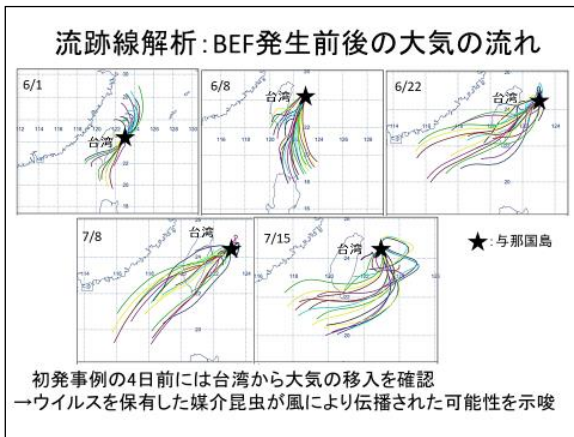 流跡線解析：BEF発生前後の大気の流れ
6/1
台湾
6/8
台湾
6/22
台湾
7/8
台湾
7/15
台湾
★：与那国島
初発事例の4日前には台湾から大気の移入を確認
→ウイルスを保有した媒介昆虫が風により伝播された可能性を示唆